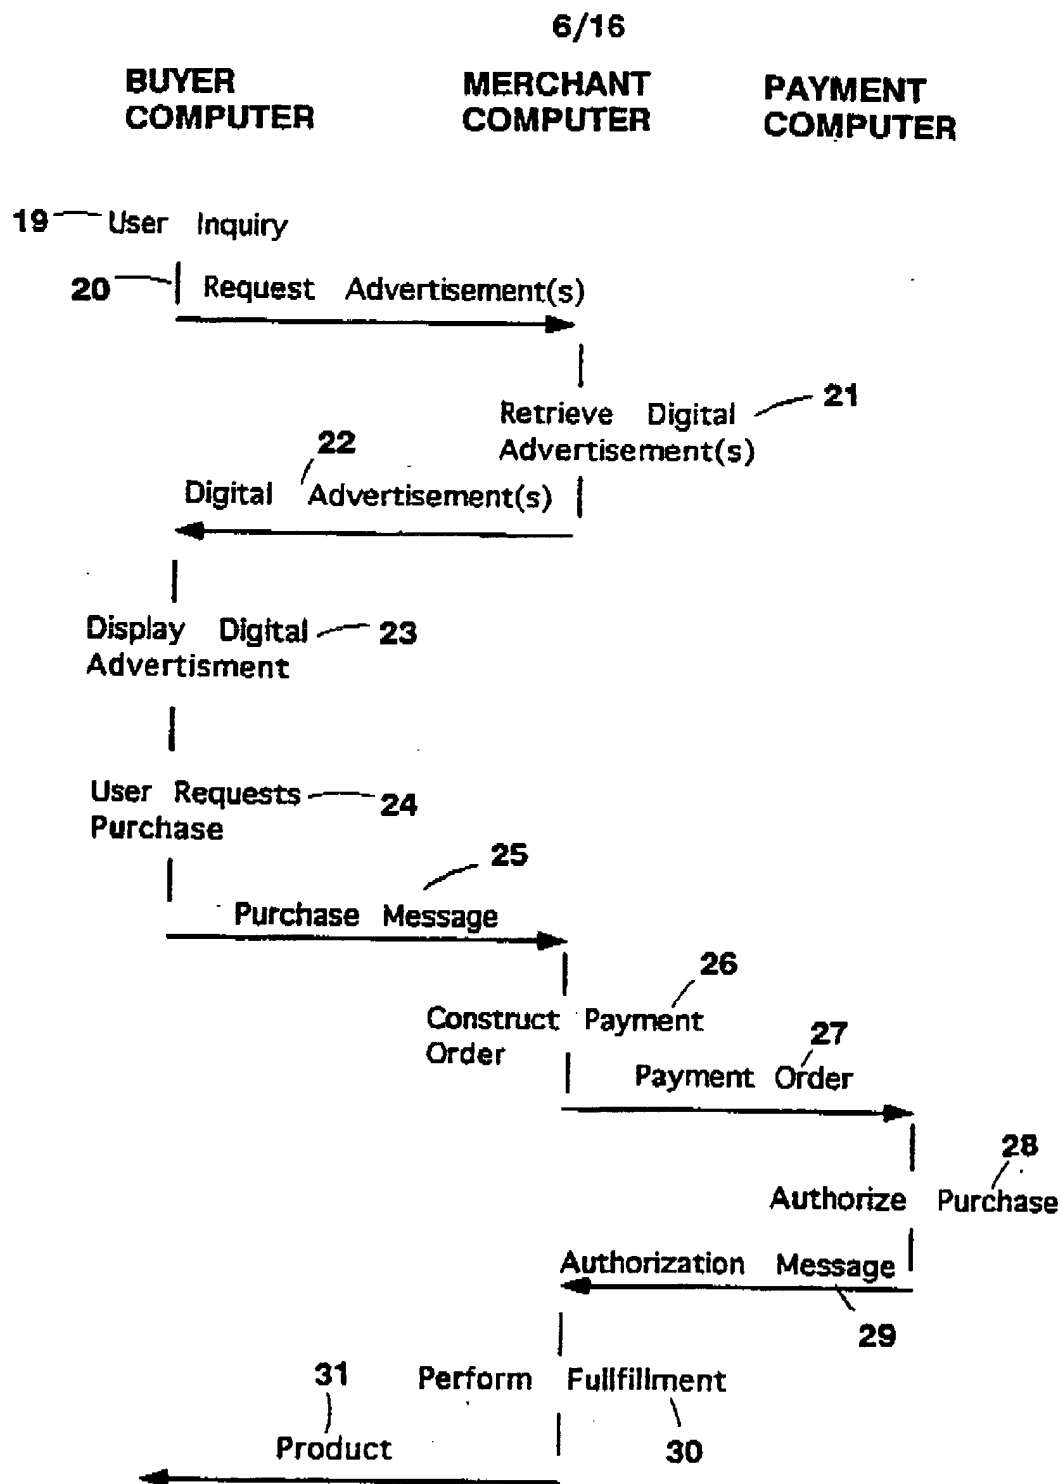 6/16
BUYER
COMPUTER
MERCHANT
COMPUTER
PAYMENT
COMPUTER
19 User Inquiry
20 Request Advertisement(s)
Retrieve Digital 21
Advertisement(s)
22
Digital Advertisement(s)
Display Digital 23
Advertisment
User Requests 24
Purchase
25
Purchase Message
26
Construct Payment
Order
27
Payment Order
28
Authorize Purchase
Authorization Message
29
31
Perform Fullfillment
30
Product